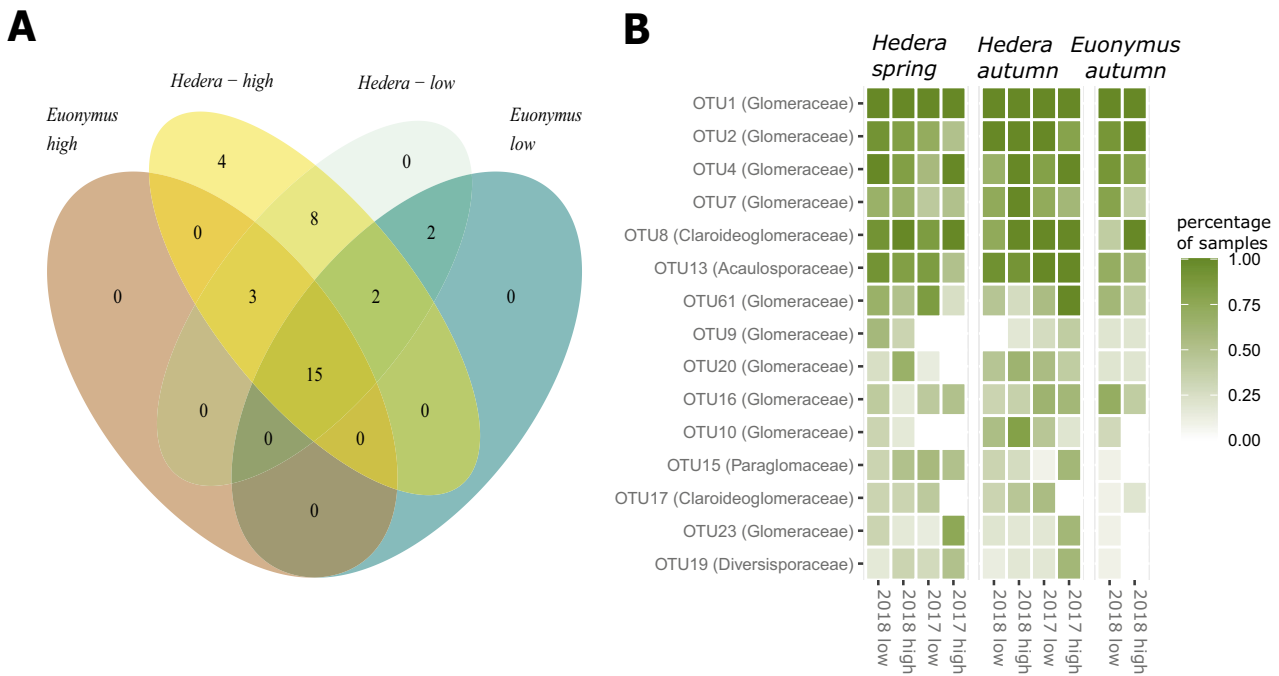 A
Hedera – high
Hedera – low
Euonymus
high
Euonymus
low
4
0
0
8
2
0
3
2
0
15
0
0
0
0
0
B
Hedera
spring
Hedera
autumn
Euonymus
autumn
OTU1 (Glomeraceae)
OTU2 (Glomeraceae)
OTU4 (Glomeraceae)
OTU7 (Glomeraceae)
OTU8 (Claroideoglomeraceae)
OTU13 (Acaulosporaceae)
OTU61 (Glomeraceae)
OTU9 (Glomeraceae)
OTU20 (Glomeraceae)
OTU16 (Glomeraceae)
OTU10 (Glomeraceae)
OTU15 (Paraglomaceae)
OTU17 (Claroideoglomeraceae)
OTU23 (Glomeraceae)
OTU19 (Diversisporaceae)
2018 low
2018 high
2017 low
2017 high
2018 low
2018 high
2017 low
2017 high
2018 low
2018 high
percentage
of samples
1.00
0.75
0.50
0.25
0.00